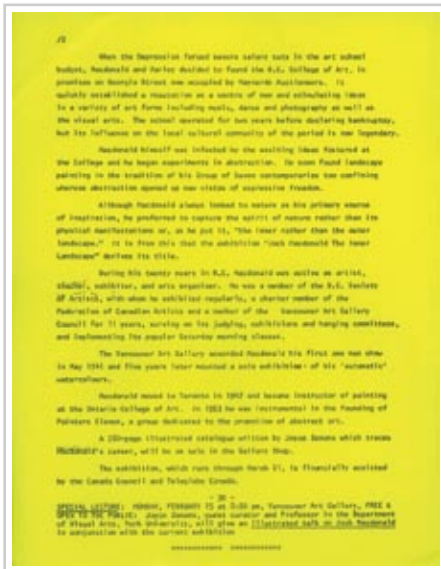 /2
When the Depression forced severe salary cuts in the art school
budget, Macdonald and Varley decided to found the B.C. College of Art, in
premises on Georgia Street now occupied by Maynards Auctioneers. It
quickly established a reputation as a centre of new and stimulating ideas
in a variety of art forms including music, dance and photography as well as
the visual arts. The school operated for two years before declaring bankruptcy,
but its influence on the local cultural community of the period is now legendary.
Macdonald himself was infected by the exciting ideas fostered at
the College and he began experiments in abstraction. He soon found landscape
painting in the tradition of his Group of Seven contemporaries too confining
whereas abstraction opened up new vistas of expressive freedom.
Although Macdonald always looked to nature as his primary source
of inspiration, he preferred to capture the spirit of nature rather than its
physical manifestations or, as he put it, "the inner rather than the outer
landscape." It is from this that the exhibition "Jock Macdonald The Inner
Landscape" derives its title.
During his twenty years in B.C. Macdonald was active as artist,
teacher, exhibitor, and arts organizer. He was a member of the B.C. Society
of Artists, with whom he exhibited regularly, a charter member of the
Federation of Canadian Artists and a member of the Vancouver Art Gallery
Council for 11 years, serving on its judging, exhibitions and hanging committees,
and implementing its popular Saturday morning classes.
The Vancouver Art Gallery accorded Macdonald his first one man show
in May 1941 and five years later mounted a solo exhibition of his 'automatic'
watercolours.
Macdonald moved to Toronto in 1947 and became instructor of painting
at the Ontario College of Art. In 1953 he was instrumental in the founding of
Painters Eleven, a group dedicated to the promotion of abstract art.
A page illustrated catalogue written by Joyce Zemans which traces
Macdonald's career, will be on sale in the Gallery Shop.
The exhibition, which runs through March 21, is financially assisted
by the Canada Council and Telephone Canada.
- 30 -
SPECIAL LECTURE: MONDAY, FEBRUARY 15 at pm, Vancouver Art Gallery, FREE &
OPEN TO THE PUBLIC: Joyce Zemans, guest curator and Professor in the Department
of Visual Arts, York University, will give an illustrated talk on Jock Macdonald
in conjunction with the current exhibition
************ ************